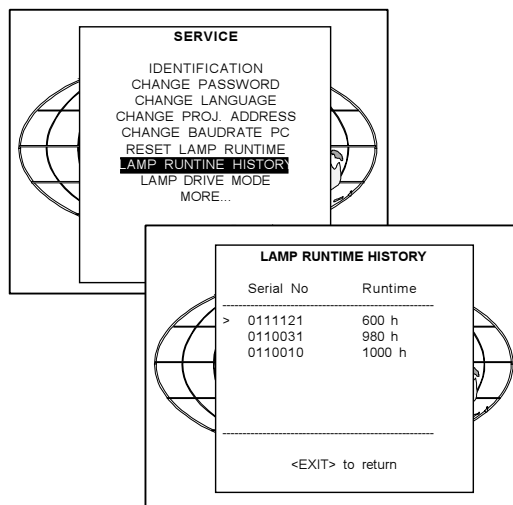 SERVICE
IDENTIFICATION
CHANGE PASSWORD
CHANGE LANGUAGE
CHANGE PROJ. ADDRESS
CHANGE BAUDRATE PC
RESET LAMP RUNTIME
LAMP RUNTINE HISTORY
LAMP DRIVE MODE
MORE...
LAMP RUNTIME HISTORY
Serial No Runtime
> 0111121 600 h
0110031 980 h
0110010 1000 h
<EXIT> to return